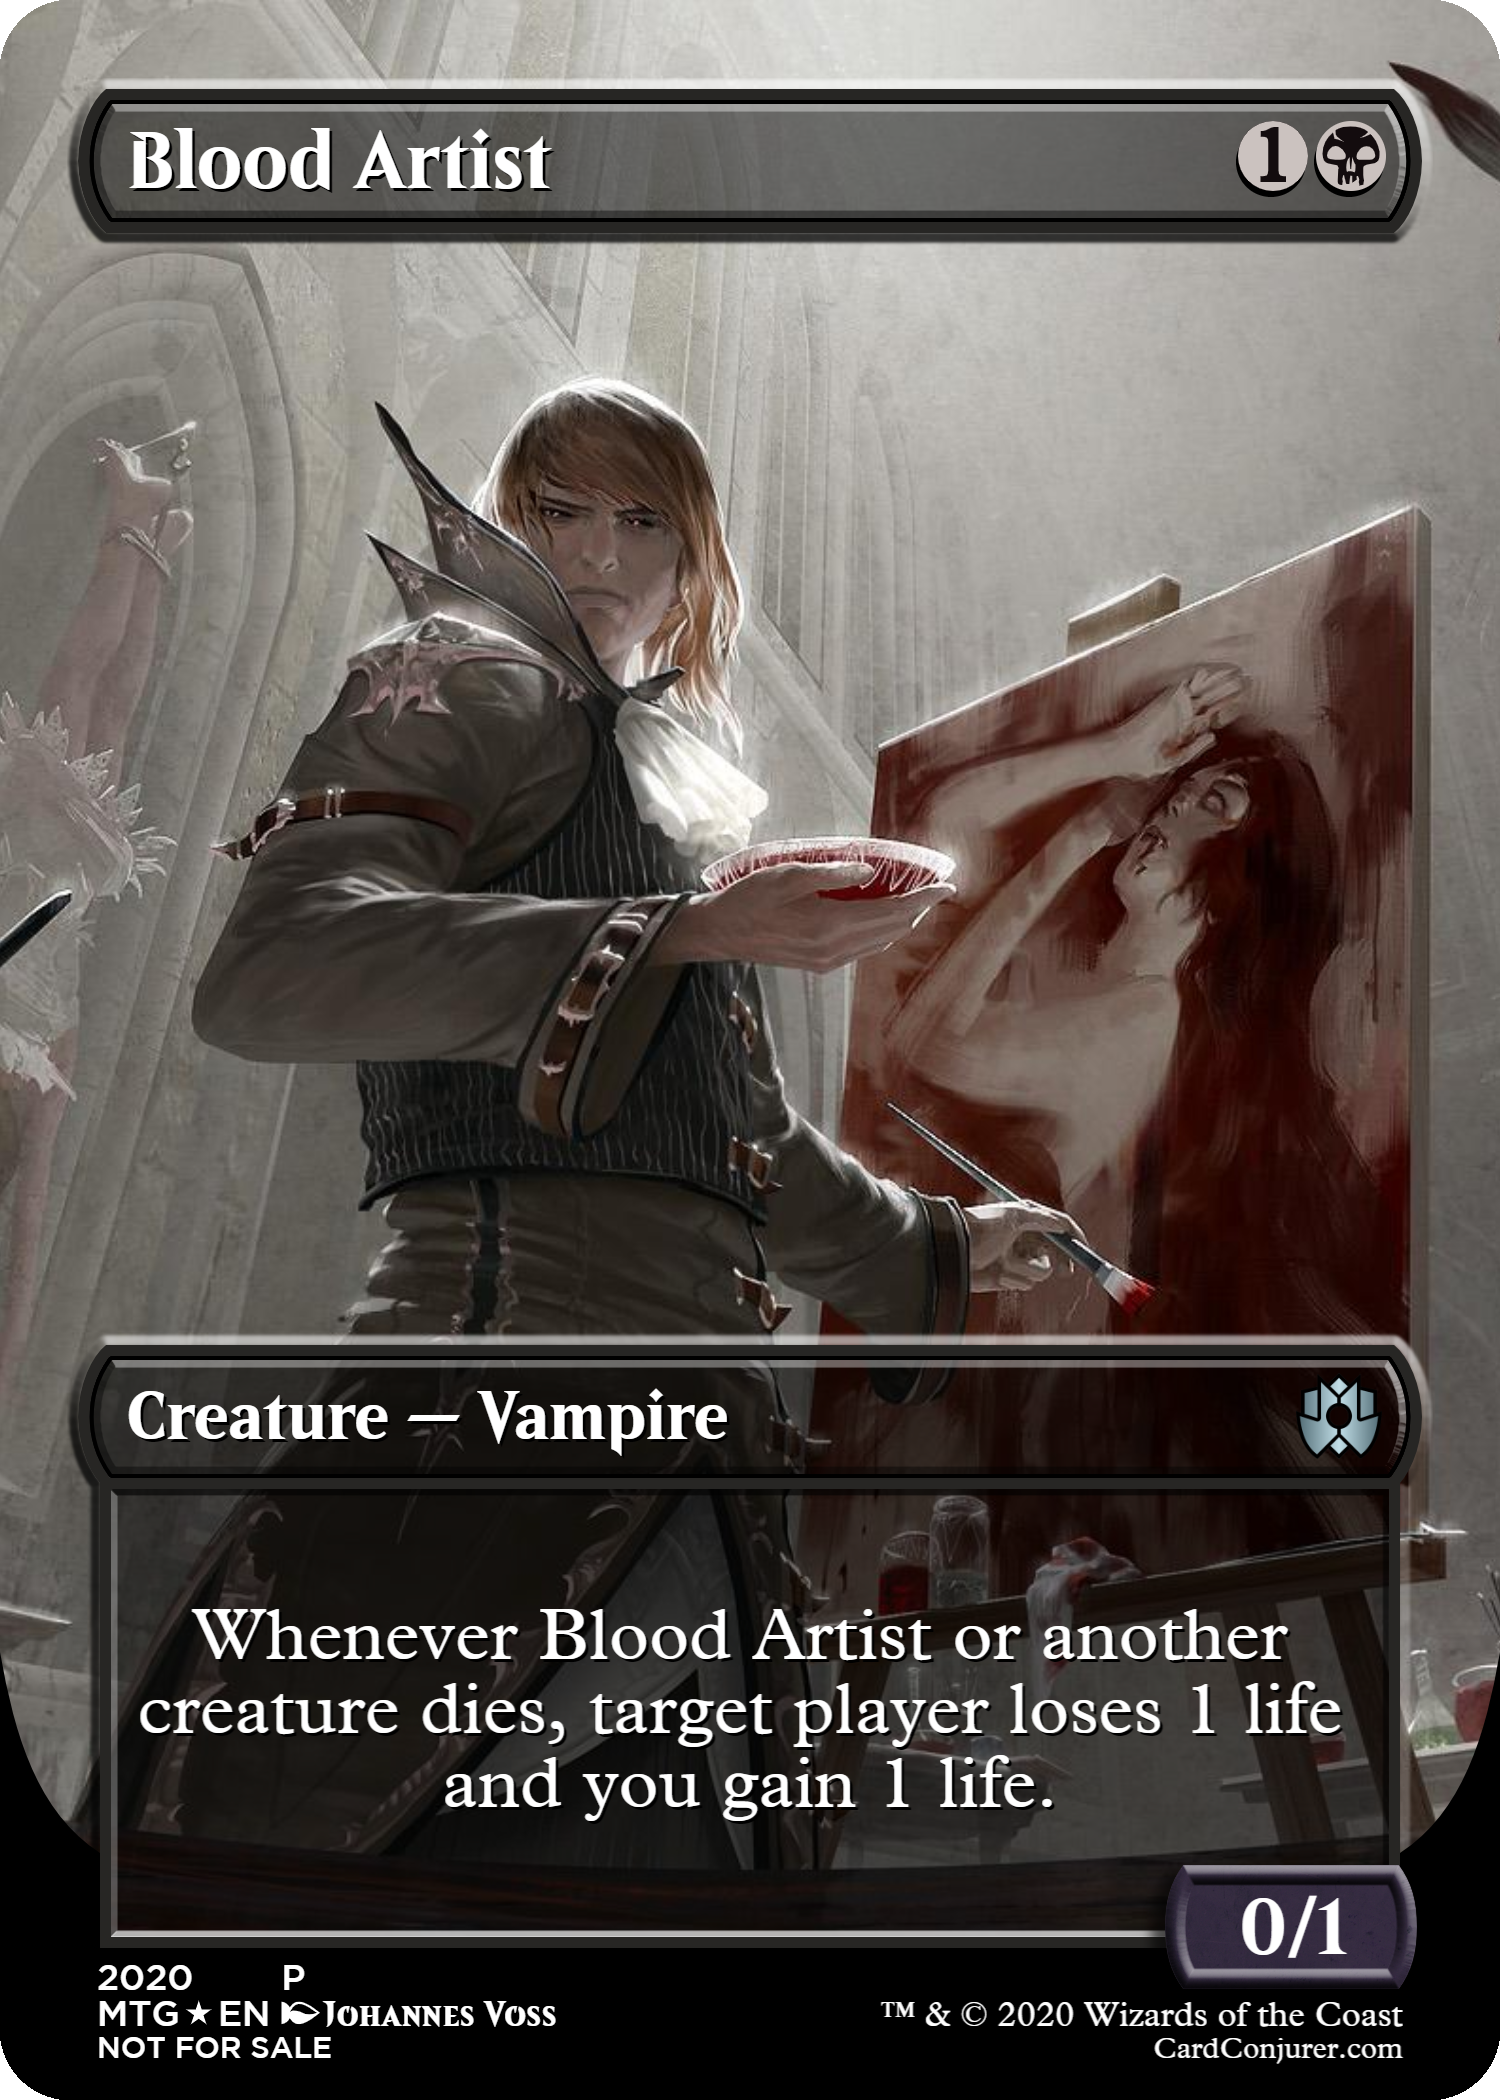 Blood Artist 1
Creature — Vampire
Whenever Blood Artist or another
creature dies, target player loses 1 life
and you gain 1 life.
0/1
2020 P
MTG ★ EN Johannes Voss
NOT FOR SALE
™ & © 2020 Wizards of the Coast
CardConjurer.com